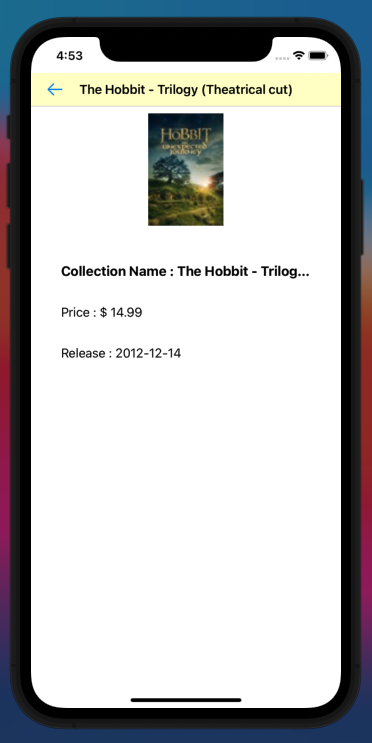 4:53
The Hobbit - Trilogy (Theatrical cut)
THE
HOBBIT
AN
UNEXPECTED
JOURNEY
Collection Name : The Hobbit - Trilog...
Price : $ 14.99
Release : 2012-12-14